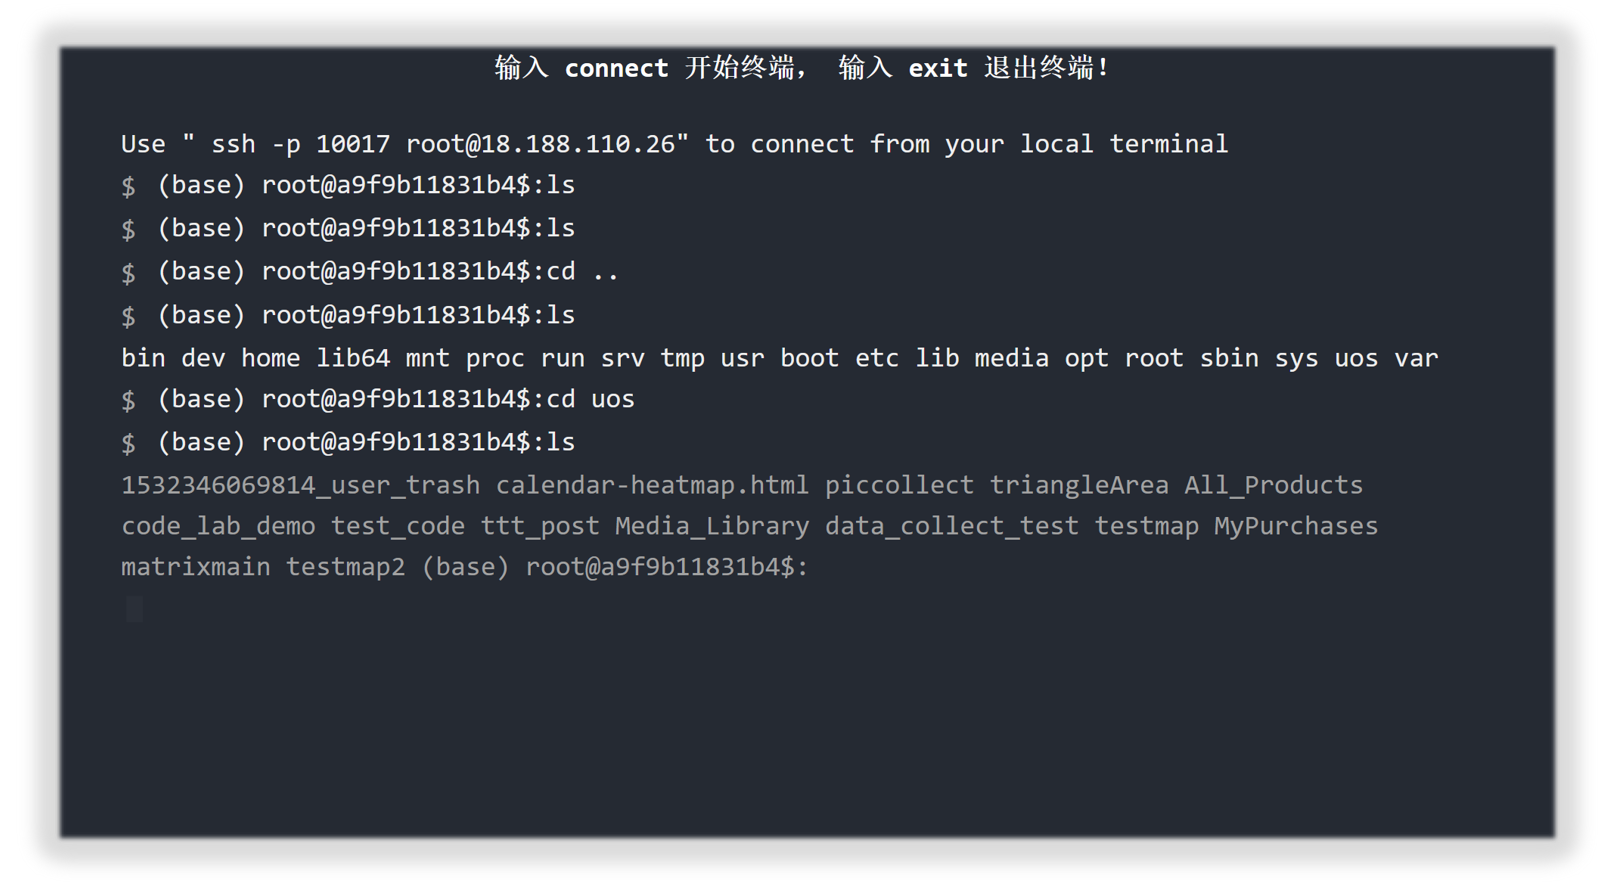 输入 connect 开始终端， 输入 exit 退出终端！
Use " ssh -p 10017 root@18.188.110.26" to connect from your local terminal
$ (base) root@a9f9b11831b4$:ls
$ (base) root@a9f9b11831b4$:ls
$ (base) root@a9f9b11831b4$:cd ..
$ (base) root@a9f9b11831b4$:ls
bin dev home lib64 mnt proc run srv tmp usr boot etc lib media opt root sbin sys uos var
$ (base) root@a9f9b11831b4$:cd uos
$ (base) root@a9f9b11831b4$:ls
1532346069814_user_trash calendar-heatmap.html piccollect triangleArea All_Products
code_lab_demo test_code ttt_post Media_Library data_collect_test testmap MyPurchases
matrixmain testmap2 (base) root@a9f9b11831b4$: